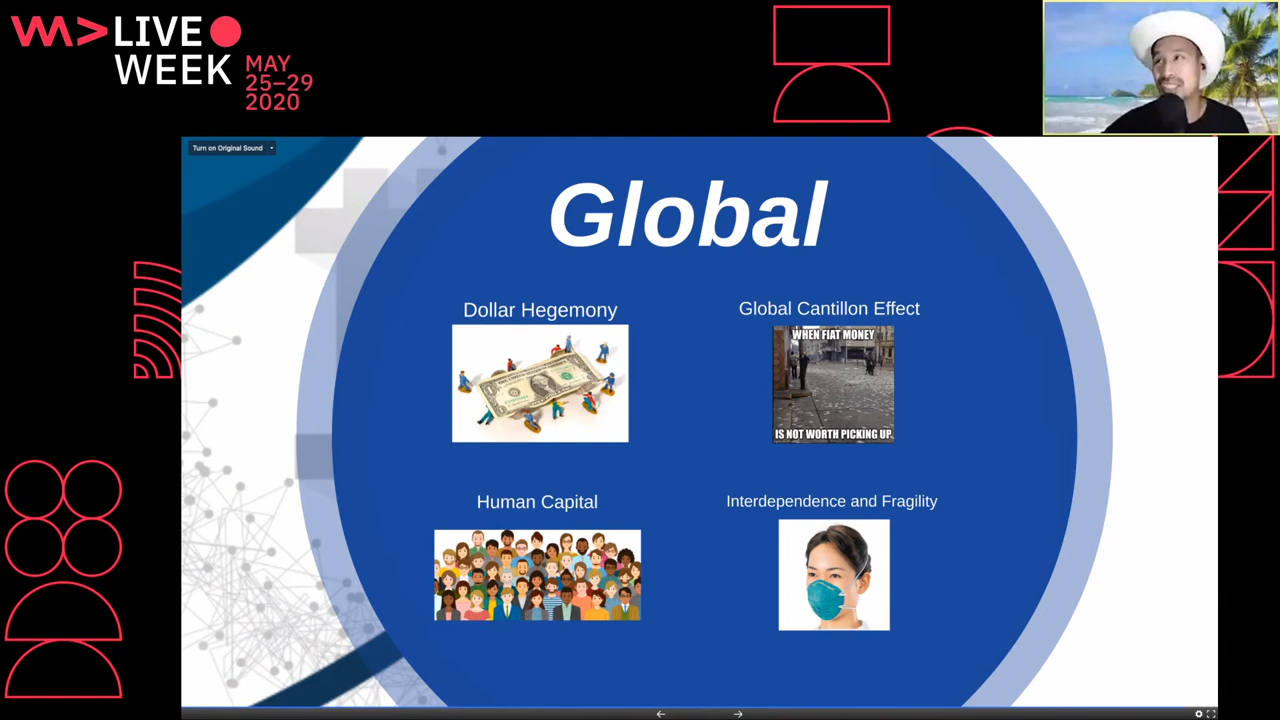 LIVE
WEEK
MAY
25–29
2020
Turn on Original Sound
Global
Dollar Hegemony
Global Cantillon Effect
WHEN FIAT MONEY
IS NOT WORTH PICKING UP
Human Capital
Interdependence and Fragility